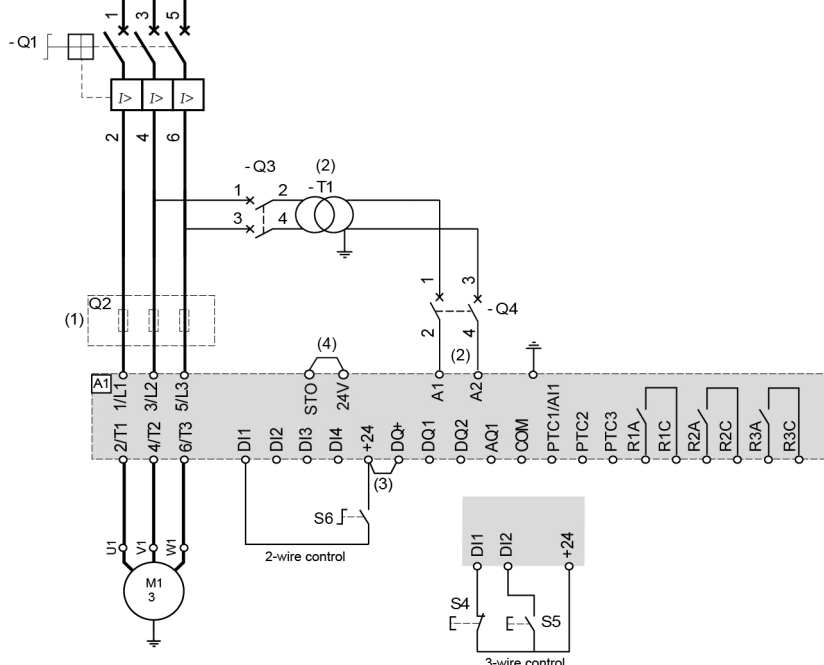 1 3 5
-Q1
I> I> I>
2 4 6
-Q3 (2)
1 2 -T1
3 4
1 3
Q2 -Q4
(1) 2 4
(4) (2)
A1 1/L1 3/L2 5/L3 STO 24V A1 A2
2/T1 4/T2 6/T3 DI1 DI2 DI3 DI4 +24 DQ+ DQ1 DQ2 AQ1 COM PTC1/AI1 PTC2 PTC3 R1A R1C R2A R2C R3A R3C
(3)
S6
U1 V1 W1 2-wire control
DI1 DI2 +24
M1
3
S4 S5
3-wire control